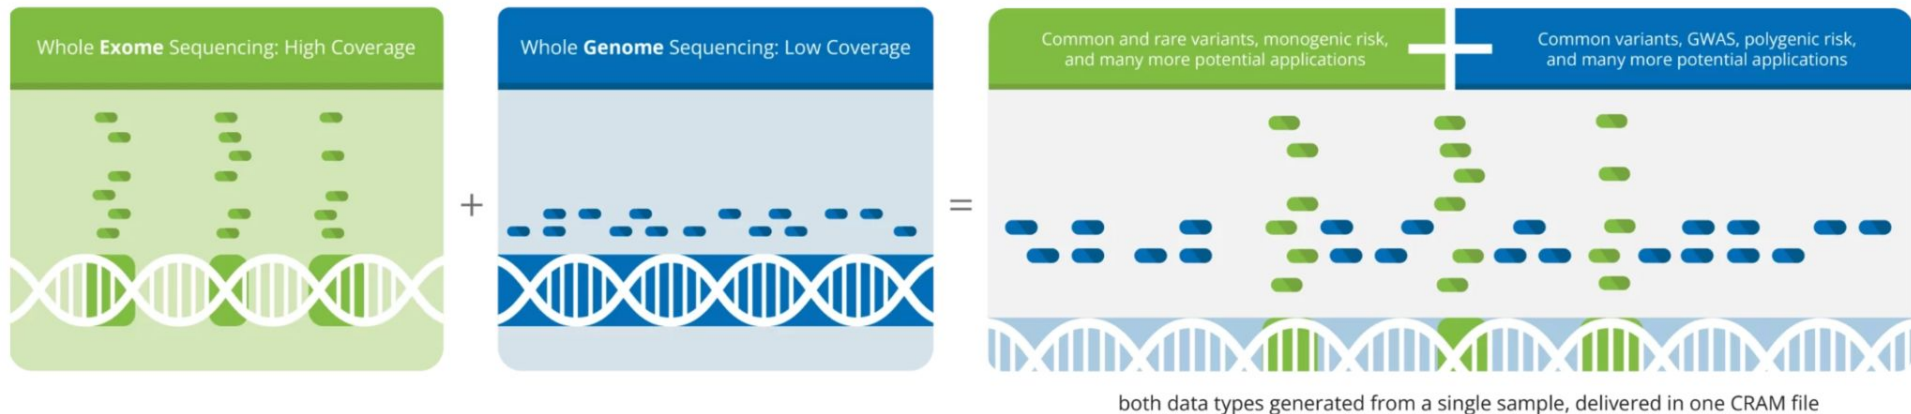 Whole Exome Sequencing: High Coverage
+
Whole Genome Sequencing: Low Coverage
=
Common and rare variants, monogenic risk,
and many more potential applications
Common variants, GWAS, polygenic risk,
and many more potential applications
both data types generated from a single sample, delivered in one CRAM file